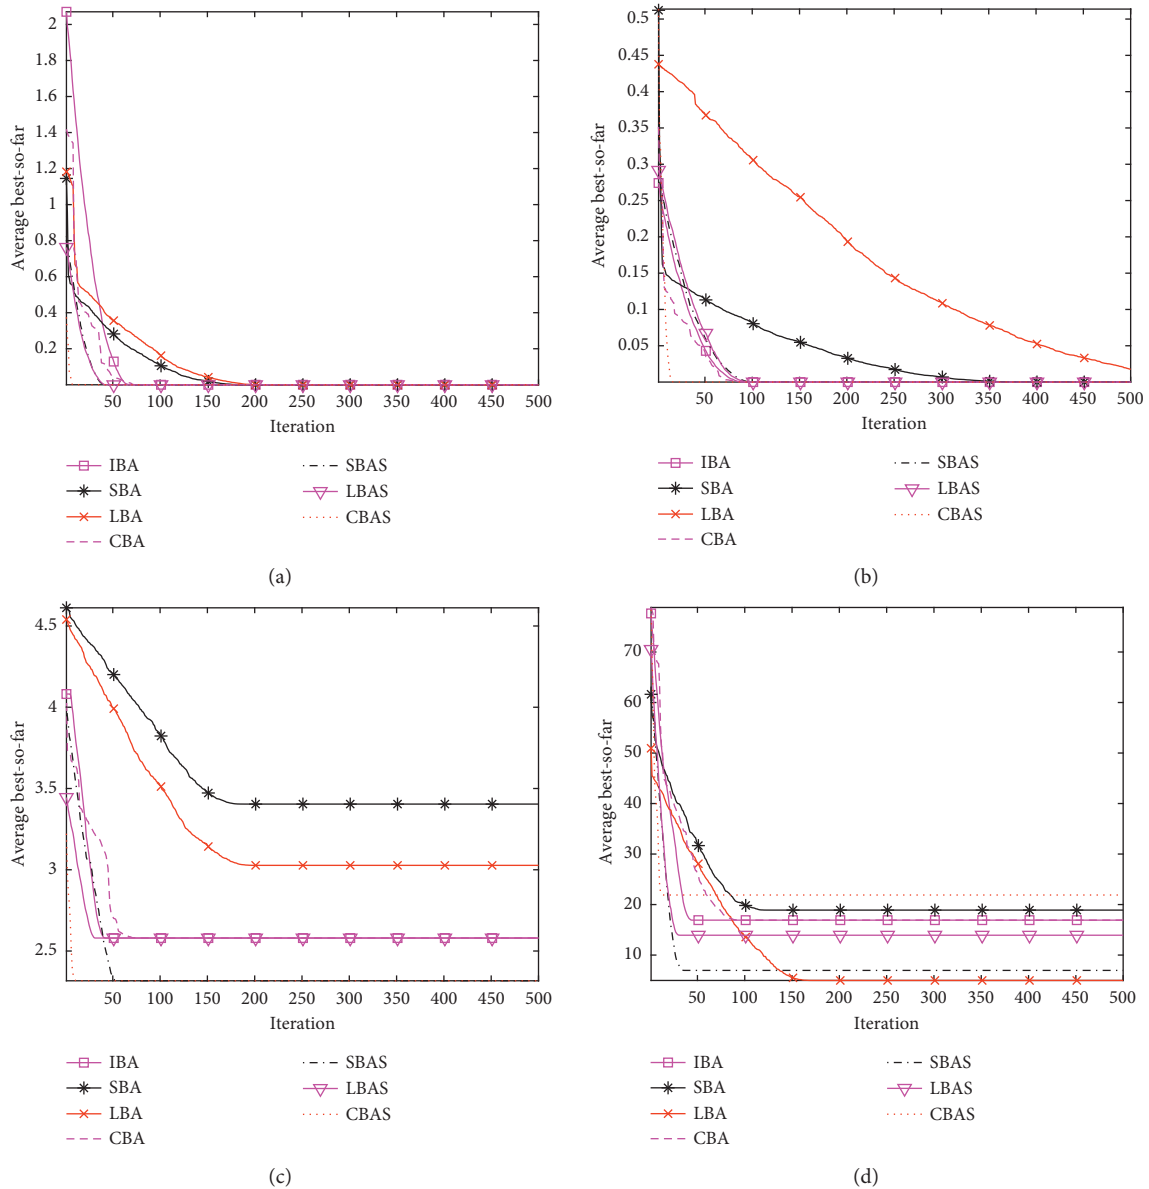 2
1.8
1.6
1.4
1.2
1
0.8
0.6
0.4
0.2
Average best-so-far
50 100 150 200 250 300 350 400 450 500
Iteration
IBA
SBA
LBA
CBA
SBAS
LBAS
CBAS
(a)
0.5
0.45
0.4
0.35
0.3
0.25
0.2
0.15
0.1
0.05
Average best-so-far
50 100 150 200 250 300 350 400 450 500
Iteration
IBA
SBA
LBA
CBA
SBAS
LBAS
CBAS
(b)
4.5
4
3.5
3
2.5
Average best-so-far
50 100 150 200 250 300 350 400 450 500
Iteration
IBA
SBA
LBA
CBA
SBAS
LBAS
CBAS
(c)
70
60
50
40
30
20
10
Average best-so-far
50 100 150 200 250 300 350 400 450 500
Iteration
IBA
SBA
LBA
CBA
SBAS
LBAS
CBAS
(d)